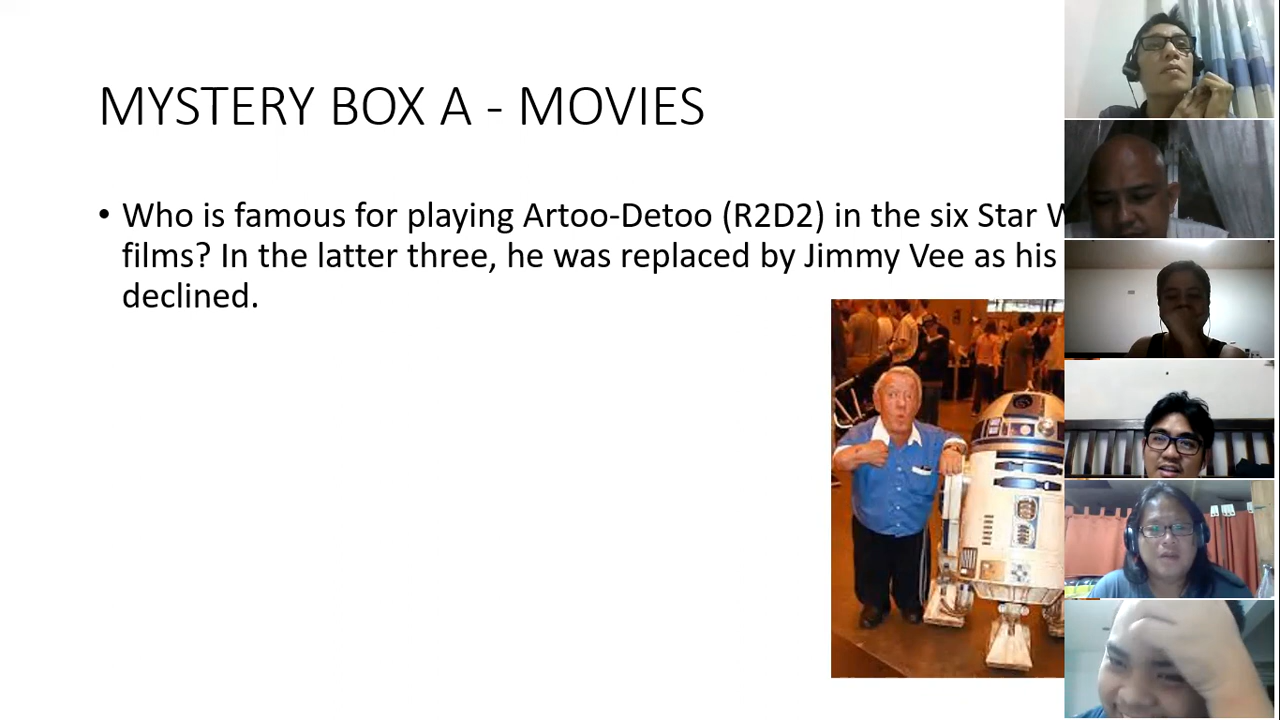 MYSTERY BOX A - MOVIES
• Who is famous for playing Artoo-Detoo (R2D2) in the six Star
films? In the latter three, he was replaced by Jimmy Vee as his
declined.